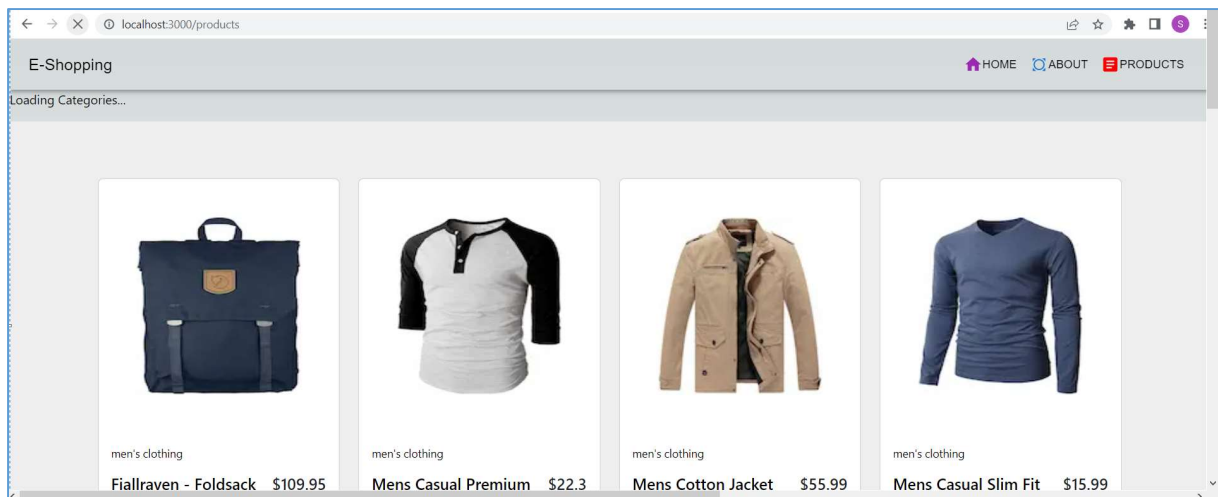 localhost:3000/products
S
E-Shopping
HOME ABOUT PRODUCTS
Loading Categories...
men's clothing men's clothing men's clothing men's clothing
Fjallraven - Foldsack $109.95 Mens Casual Premium $22.3 Mens Cotton Jacket $55.99 Mens Casual Slim Fit $15.99